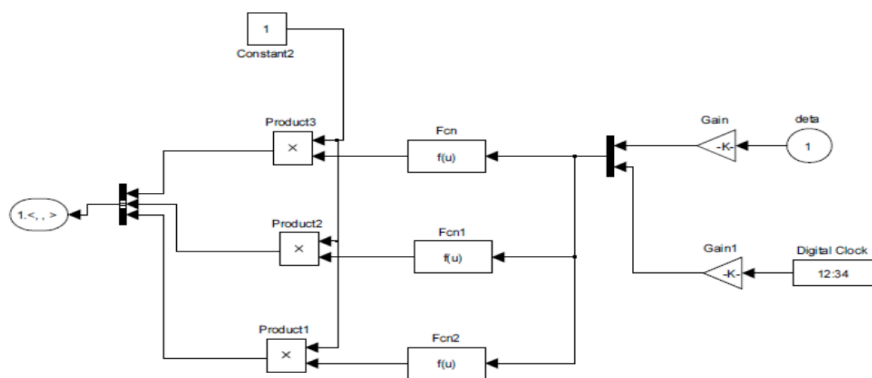 1
Constant2
Product3
×
Fcn
f(u)
Gain
-K-
deta
1
1.<, , >
Product2
×
Fcn1
f(u)
Gain1
-K-
Digital Clock
12:34
Product1
×
Fcn2
f(u)